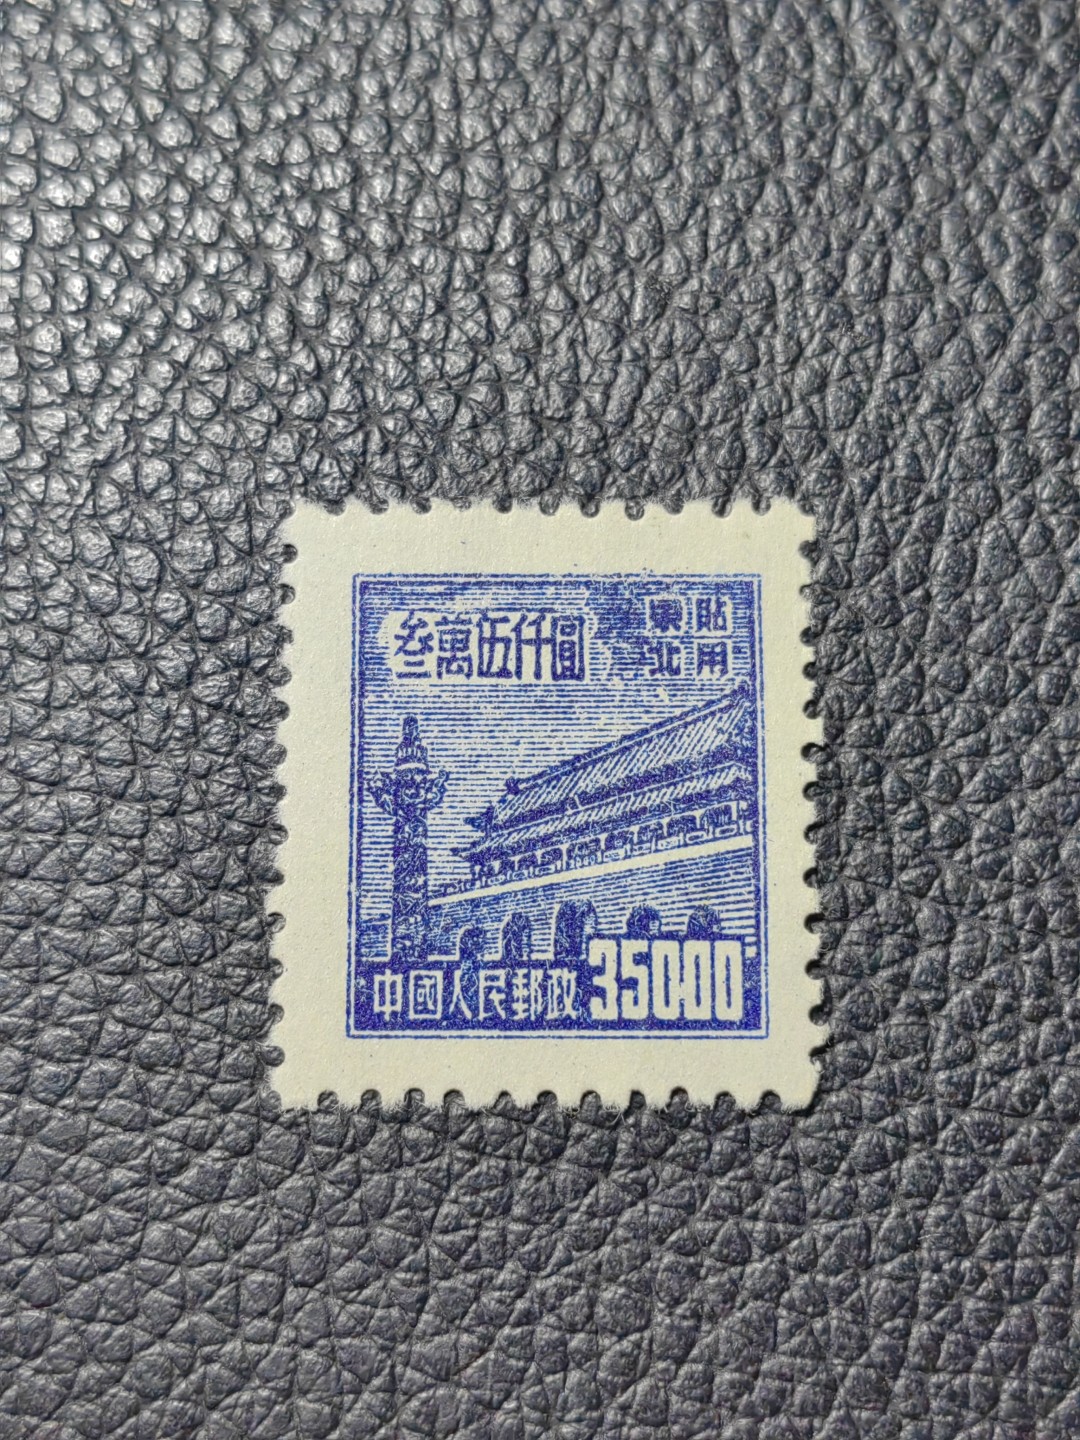 叁萬伍仟圓
東北
貼用
中國人民郵政
35000